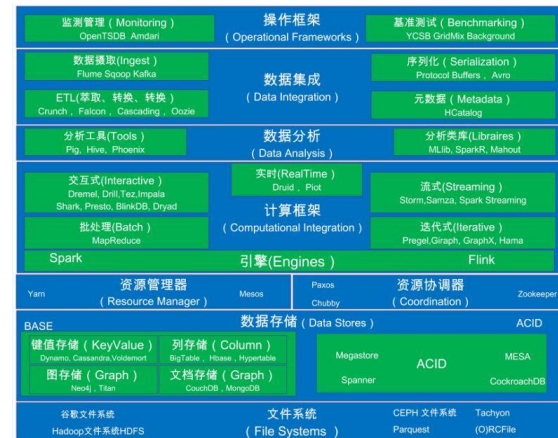 监测管理(Monitoring)
OpenTSDB Amdari
操作框架
(Operational Frameworks)
基准测试(Benchmarking)
YCSB GridMix Background
数据摄取(Ingest)
Flume Sqoop Kafka
ETL(萃取、转换、转换)
Crunch，Falcon，Cascading，Oozie
数据集成
(Data Integration)
序列化(Serialization)
Protocol Buffers，Avro
元数据(Metadata)
HCatalog
分析工具(Tools)
Pig, Hive, Phoenix
数据分析
(Data Analysis)
分析类库(Libraires)
MLlib, SparkR, Mahout
交互式(Interactive)
Dremel, Drill,Tez,Impala
Shark, Presto, BlinkDB, Dryad
批处理(Batch)
MapReduce
实时(RealTime)
Druid，Piot
计算框架
(Computational Integration)
流式(Streaming)
Storm,Samza, Spark Streaming
迭代式(Iterative)
Pregel,Giraph, GraphX, Hama
Spark
引擎(Engines)
Flink
Yarn
资源管理器
(Resource Manager)
Mesos
Paxos
Chubby
资源协调器
(Coordination)
Zookeeper
BASE
数据存储(Data Stores)
ACID
键值存储(KeyValue)
Dynamo, Cassandra,Voldemort
列存储(Column)
BigTable，Hbase，Hypertable
图存储(Graph)
Neo4j，Titan
文档存储(Graph)
CouchDB，MongoDB
Megastore
Spanner
ACID
MESA
CockroachDB
谷歌文件系统
Hadoop文件系统HDFS
文件系统
(File Systems)
CEPH 文件系统
Parquest
Tachyon
(O)RCFile